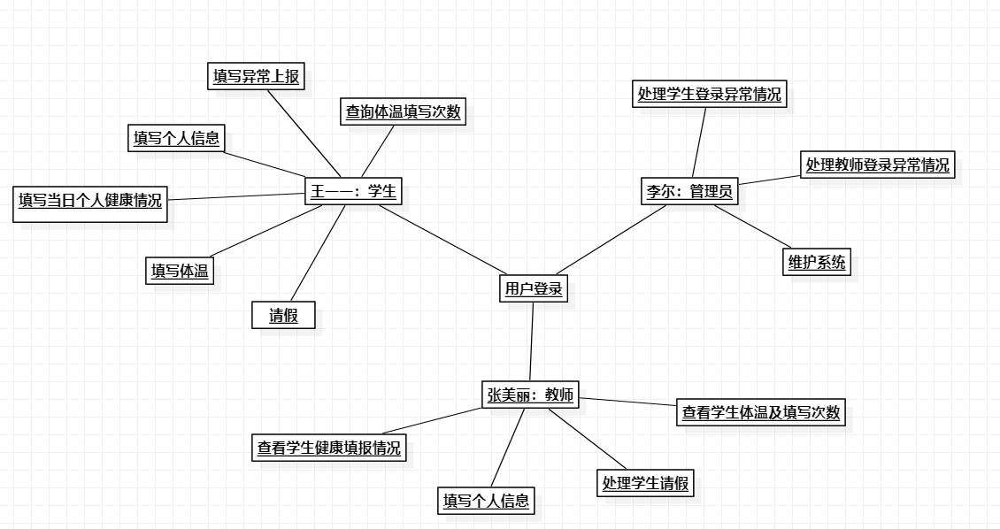 填写异常上报
处理学生登录异常情况
查询体温填写次数
填写个人信息
处理教师登录异常情况
王一一：学生
李尔：管理员
填写当日个人健康情况
维护系统
填写体温
用户登录
请假
张美丽：教师
查看学生体温及填写次数
查看学生健康填报情况
处理学生请假
填写个人信息